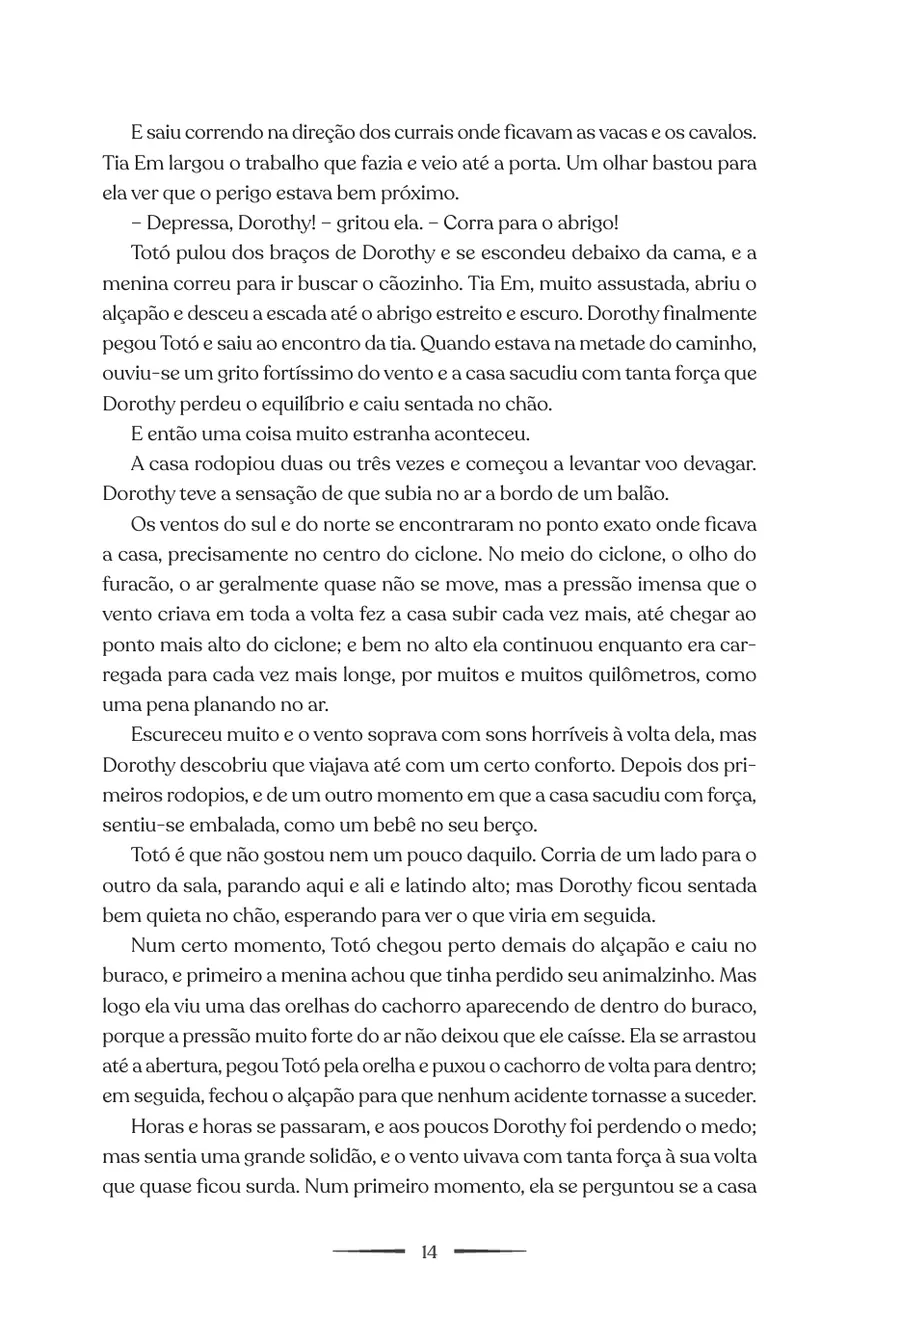 E saiu correndo na direção dos currais onde ficavam as vacas e os cavalos.
Tia Em largou o trabalho que fazia e veio até a porta. Um olhar bastou para
ela ver que o perigo estava bem próximo.
– Depressa, Dorothy! – gritou ela. – Corra para o abrigo!
Totó pulou dos braços de Dorothy e se escondeu debaixo da cama, e a
menina correu para ir buscar o cãozinho. Tia Em, muito assustada, abriu o
alçapão e desceu a escada até o abrigo estreito e escuro. Dorothy finalmente
pegou Totó e saiu ao encontro da tia. Quando estava na metade do caminho,
ouviu-se um grito fortíssimo do vento e a casa sacudiu com tanta força que
Dorothy perdeu o equilíbrio e caiu sentada no chão.
E então uma coisa muito estranha aconteceu.
A casa rodopiou duas ou três vezes e começou a levantar voo devagar.
Dorothy teve a sensação de que subia no ar a bordo de um balão.
Os ventos do sul e do norte se encontraram no ponto exato onde ficava
a casa, precisamente no centro do ciclone. No meio do ciclone, o olho do
furacão, o ar geralmente quase não se move, mas a pressão imensa que o
vento criava em toda a volta fez a casa subir cada vez mais, até chegar ao
ponto mais alto do ciclone; e bem no alto ela continuou enquanto era car-
regada para cada vez mais longe, por muitos e muitos quilômetros, como
uma pena planando no ar.
Escureceu muito e o vento soprava com sons horríveis à volta dela, mas
Dorothy descobriu que viajava até com um certo conforto. Depois dos pri-
meiros rodopios, e de um outro momento em que a casa sacudiu com força,
sentiu-se embalada, como um bebê no seu berço.
Totó é que não gostou nem um pouco daquilo. Corria de um lado para o
outro da sala, parando aqui e ali e latindo alto; mas Dorothy ficou sentada
bem quieta no chão, esperando para ver o que viria em seguida.
Num certo momento, Totó chegou perto demais do alçapão e caiu no
buraco, e primeiro a menina achou que tinha perdido seu animalzinho. Mas
logo ela viu uma das orelhas do cachorro aparecendo de dentro do buraco,
porque a pressão muito forte do ar não deixou que ele caísse. Ela se arrastou
até a abertura, pegou Totó pela orelha e puxou o cachorro de volta para dentro;
em seguida, fechou o alçapão para que nenhum acidente tornasse a suceder.
Horas e horas se passaram, e aos poucos Dorothy foi perdendo o medo;
mas sentia uma grande solidão, e o vento uivava com tanta força à sua volta
que quase ficou surda. Num primeiro momento, ela se perguntou se a casa
14